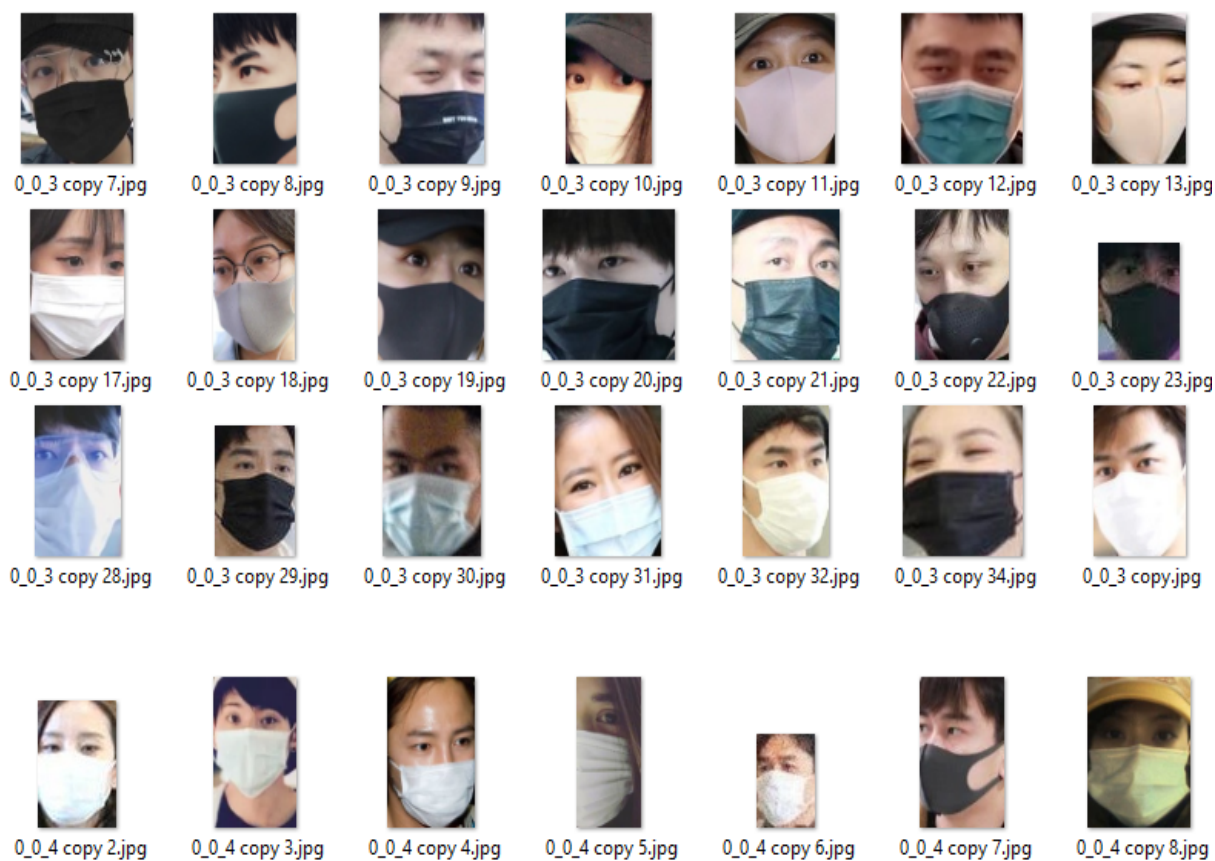 0_0_3 copy 7.jpg
0_0_3 copy 8.jpg
0_0_3 copy 9.jpg
0_0_3 copy 10.jpg
0_0_3 copy 11.jpg
0_0_3 copy 12.jpg
0_0_3 copy 13.jpg
0_0_3 copy 17.jpg
0_0_3 copy 18.jpg
0_0_3 copy 19.jpg
0_0_3 copy 20.jpg
0_0_3 copy 21.jpg
0_0_3 copy 22.jpg
0_0_3 copy 23.jpg
0_0_3 copy 28.jpg
0_0_3 copy 29.jpg
0_0_3 copy 30.jpg
0_0_3 copy 31.jpg
0_0_3 copy 32.jpg
0_0_3 copy 34.jpg
0_0_3 copy.jpg
0_0_4 copy 2.jpg
0_0_4 copy 3.jpg
0_0_4 copy 4.jpg
0_0_4 copy 5.jpg
0_0_4 copy 6.jpg
0_0_4 copy 7.jpg
0_0_4 copy 8.jpg